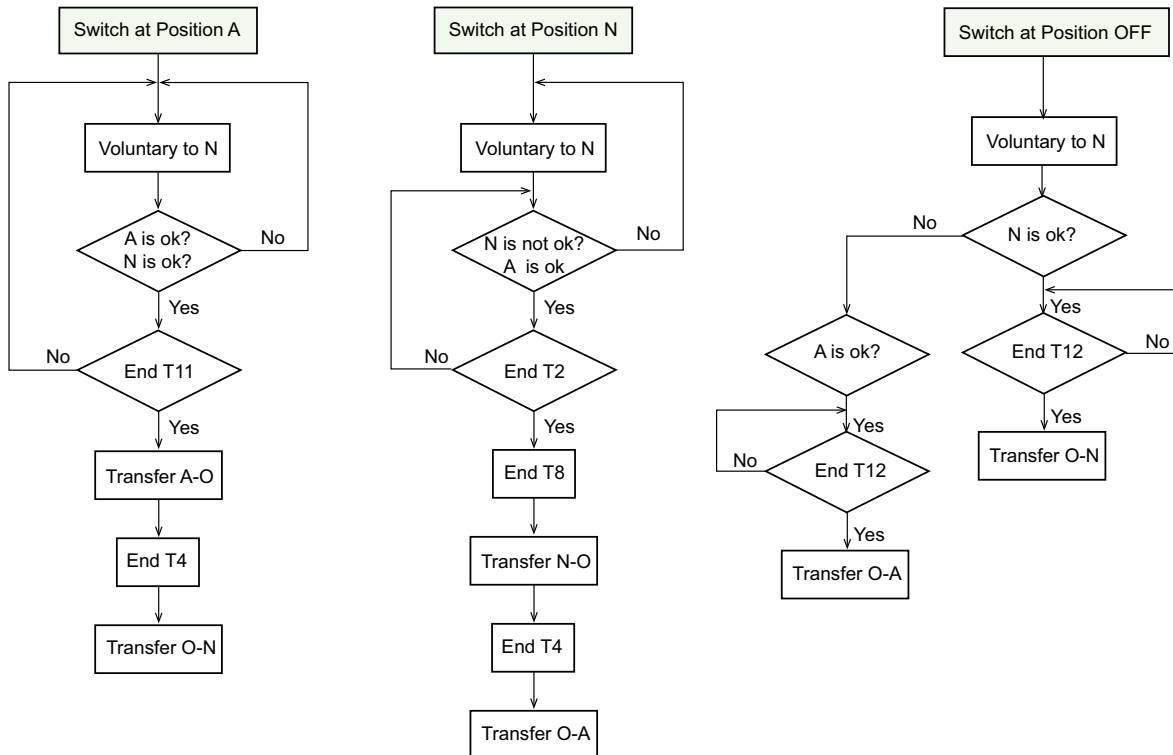 Switch at Position A
Voluntary to N
A is ok?
N is ok?
No
Yes
No
End T11
Yes
Transfer A-O
End T4
Transfer O-N
Switch at Position N
Voluntary to N
N is not ok?
A is ok
No
Yes
No
End T2
Yes
End T8
Transfer N-O
End T4
Transfer O-A
Switch at Position OFF
Voluntary to N
No
N is ok?
Yes
A is ok?
End T12
No
Yes
Yes
Transfer O-N
No
End T12
Yes
Transfer O-A